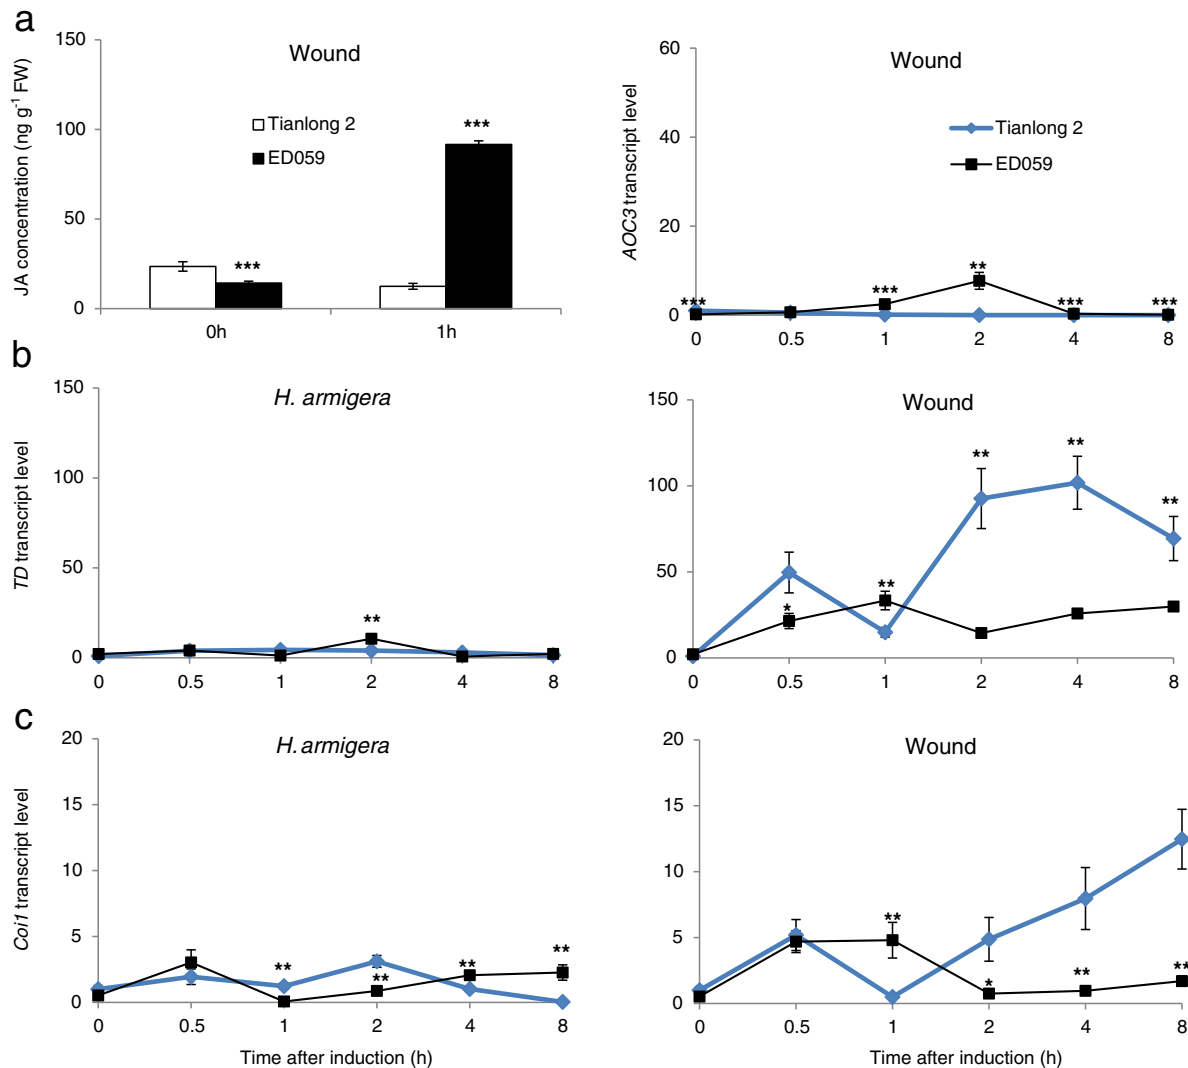 a
Wound
JA concentration (ng g-1 FW)
150
100
50
0
Tianlong 2
ED059
***
***
0h
1h
Wound
AOC3 transcript level
60
40
20
0
Tianlong 2
ED059
***
***
**
***
***
0 0.5 1 2 4 8
b
H. armigera
TD transcript level
150
100
50
0
**
0 0.5 1 2 4 8
Wound
150
100
50
0
*
**
**
**
**
0 0.5 1 2 4 8
c
H. armigera
Coi1 transcript level
20
15
10
5
0
**
**
**
**
0 0.5 1 2 4 8
Time after induction (h)
Wound
20
15
10
5
0
**
*
**
**
0 0.5 1 2 4 8
Time after induction (h)